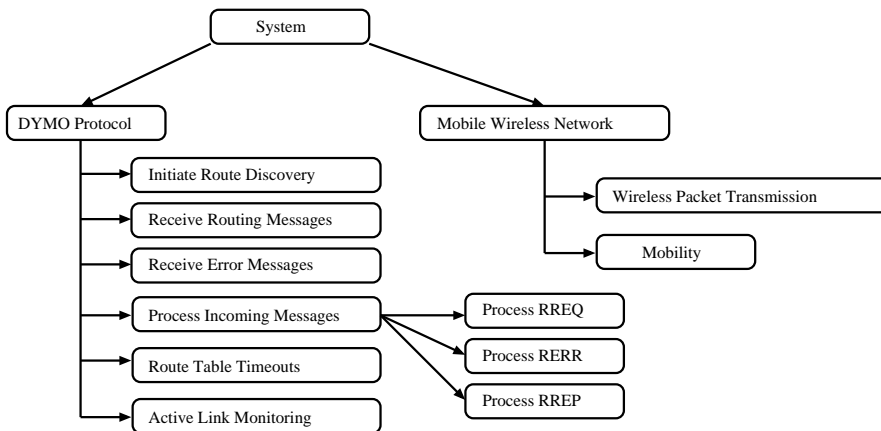 System
DYMO Protocol
Mobile Wireless Network
Initiate Route Discovery
Wireless Packet Transmission
Receive Routing Messages
Mobility
Receive Error Messages
Process Incoming Messages
Process RREQ
Process RERR
Route Table Timeouts
Process RREP
Active Link Monitoring